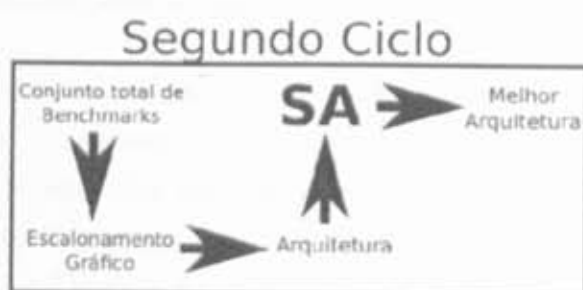 Segundo Ciclo
Conjunto total de
Benchmarks
SA
Melhor
Arquitetura
Escalonamento
Gráfico
Arquitetura